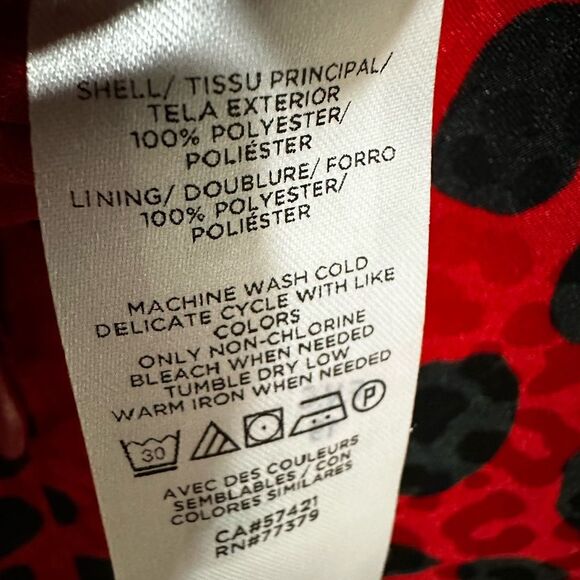 SHELL/ TISSU PRINCIPAL/
TELA EXTERIOR
100% POLYESTER/
POLIÉSTER
LINING/ DOUBLURE/ FORRO
100% POLYESTER/
POLIÉSTER
MACHINE WASH COLD
DELICATE CYCLE WITH LIKE
COLORS
ONLY NON-CHLORINE
BLEACH WHEN NEEDED
TUMBLE DRY LOW
WARM IRON WHEN NEEDED
30 P
AVEC DES COULEURS
SEMBLABLES / CON
COLORES SIMILARES
CA#57421
RN#77379